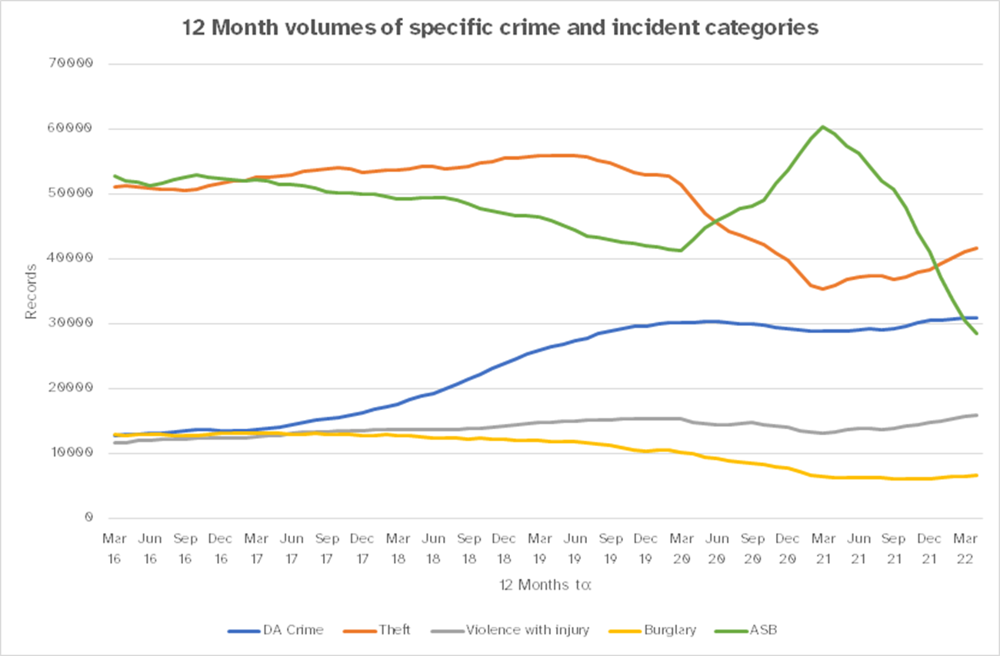 12 Month volumes of specific crime and incident categories
70000
60000
50000
40000
30000
20000
10000
0
Records
Mar Jun Sep Dec Mar Jun Sep Dec Mar Jun Sep Dec Mar Jun Sep Dec Mar Jun Sep Dec Mar Jun Sep Dec Mar
16 16 16 16 17 17 17 17 18 18 18 18 19 19 19 19 20 20 20 20 21 21 21 21 22
12 Months to:
DA Crime Theft Violence with injury Burglary ASB